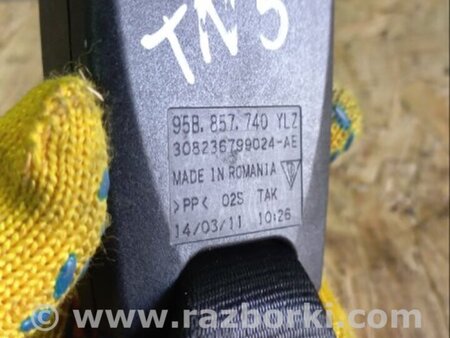 TN 5
95B. 857. 740 YLZ
308236799024-AE
MADE IN ROMANIA
>PP< 02S TAK
14/03/11 10:26
www.razborki.com